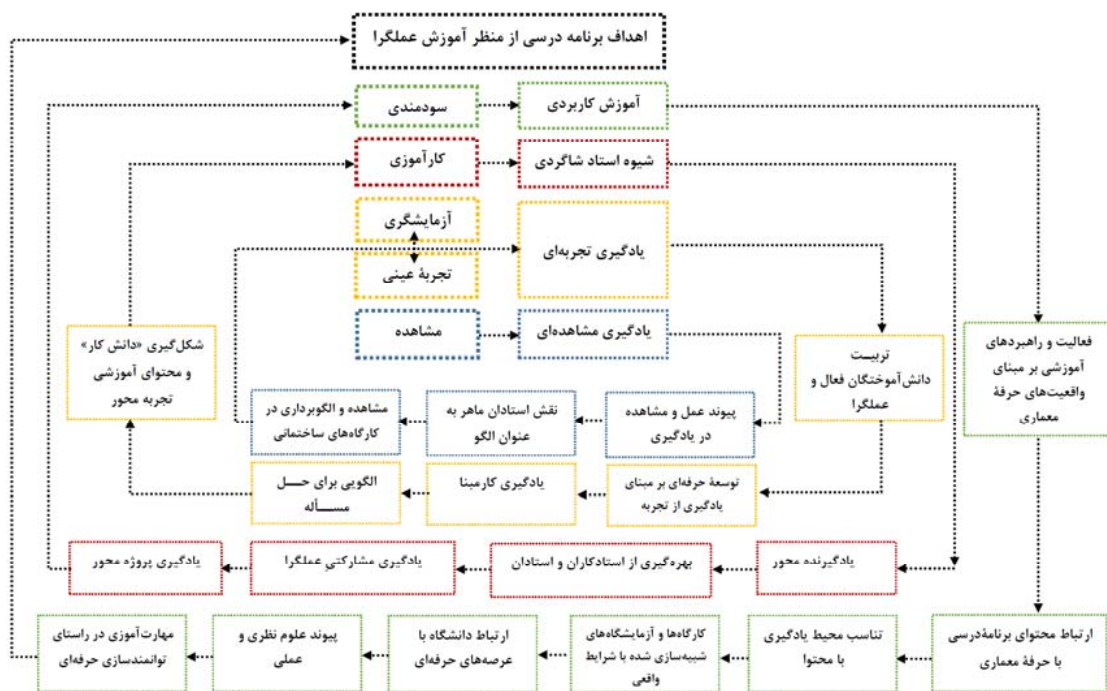 اهداف برنامه درسی از منظر آموزش عملگرا
سودمندی
آموزش کاربردی
کارآموزی
شیوه استاد شاگردی
آزمایشگری
یادگیری تجربه‌ای
تجربهٔ عینی
مشاهده
یادگیری مشاهده‌ای
فعالیت و راهبردهای
آموزشی بر مبنای
واقعیت‌های حرفهٔ
معماری
تربیــت
دانش‌آموختگان فعال و
عملگرا
شکل‌گیری «دانش کار»
و محتوای آموزشی
تجربه محور
پیوند عمل و مشاهده
در یادگیری
نقش استادان ماهر به
عنوان الگو
مشاهده و الگوبرداری در
کارگاه‌های ساختمانی
توسعهٔ حرفه‌ای بر مبنای
یادگیری از تجربه
یادگیری کارمبنا
الگویی برای حـــل
مســـأله
یادگیرنده محور
بهره‌گیری از استادکاران و استادان
یادگیری مشارکتیِ عملگرا
یادگیری پروژه محور
ارتباط محتوای برنامهٔ‌درسی
با حرفهٔ معماری
تناسب محیط یادگیری
با محتوا
کارگاه‌ها و آزمایشگاه‌های
شبیه‌سازی شده با شرایط
واقعی
ارتباط دانشگاه با
عرصه‌های حرفه‌ای
پیوند علوم نظری و
عملی
مهارت‌آموزی در راستای
توانمندسازی حرفه‌ای